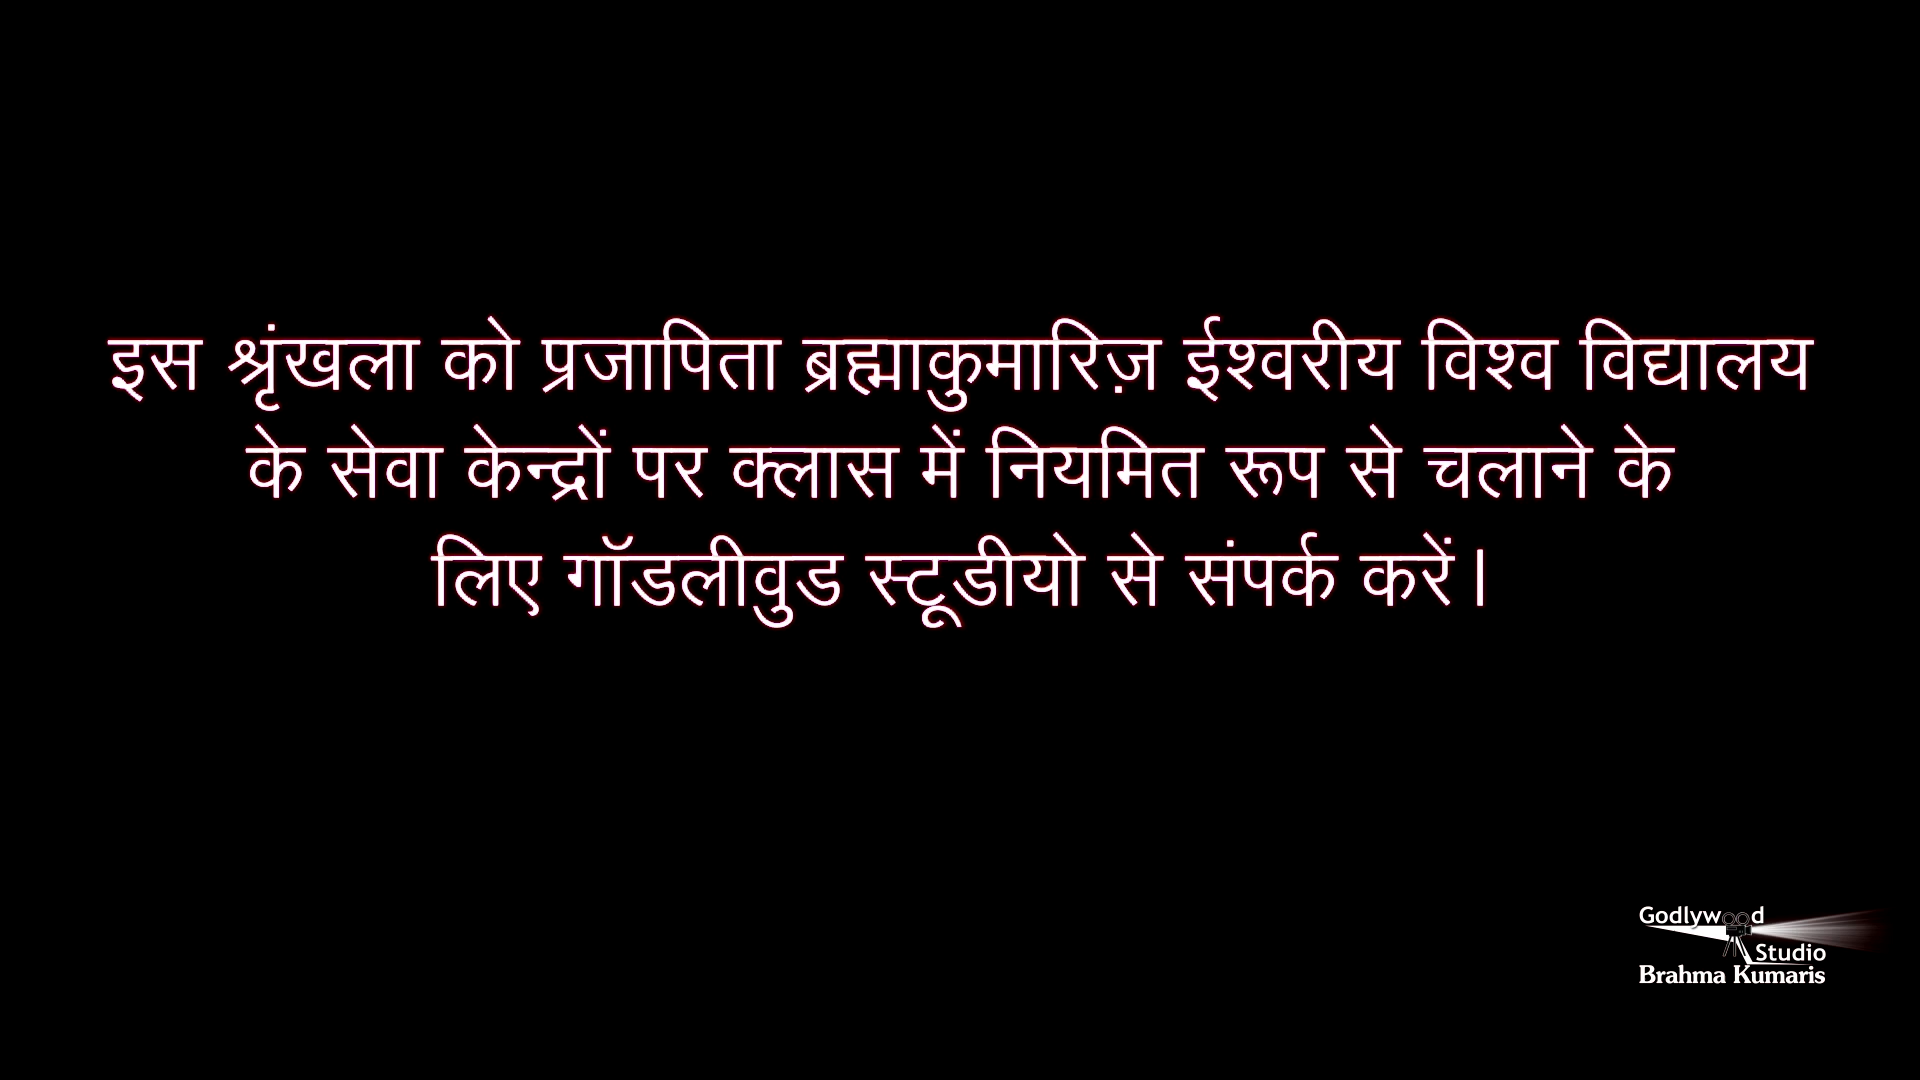 इस श्रृंखला को प्रजापिता ब्रह्माकुमारिज़ ईश्वरीय विश्व विद्यालय
के सेवा केन्द्रों पर क्लास में नियमित रूप से चलाने के
लिए गॉडलीवुड स्टूडीयो से संपर्क करें।
Godlywood
Studio
Brahma Kumaris